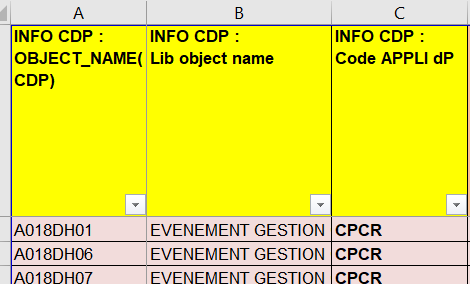 A B C
INFO CDP : INFO CDP : INFO CDP :
OBJECT_NAME( Lib object name Code APPLI dP
CDP)
A018DH01 EVENEMENT GESTION CPCR
A018DH06 EVENEMENT GESTION CPCR
A018DH07 EVENEMENT GESTION CPCR